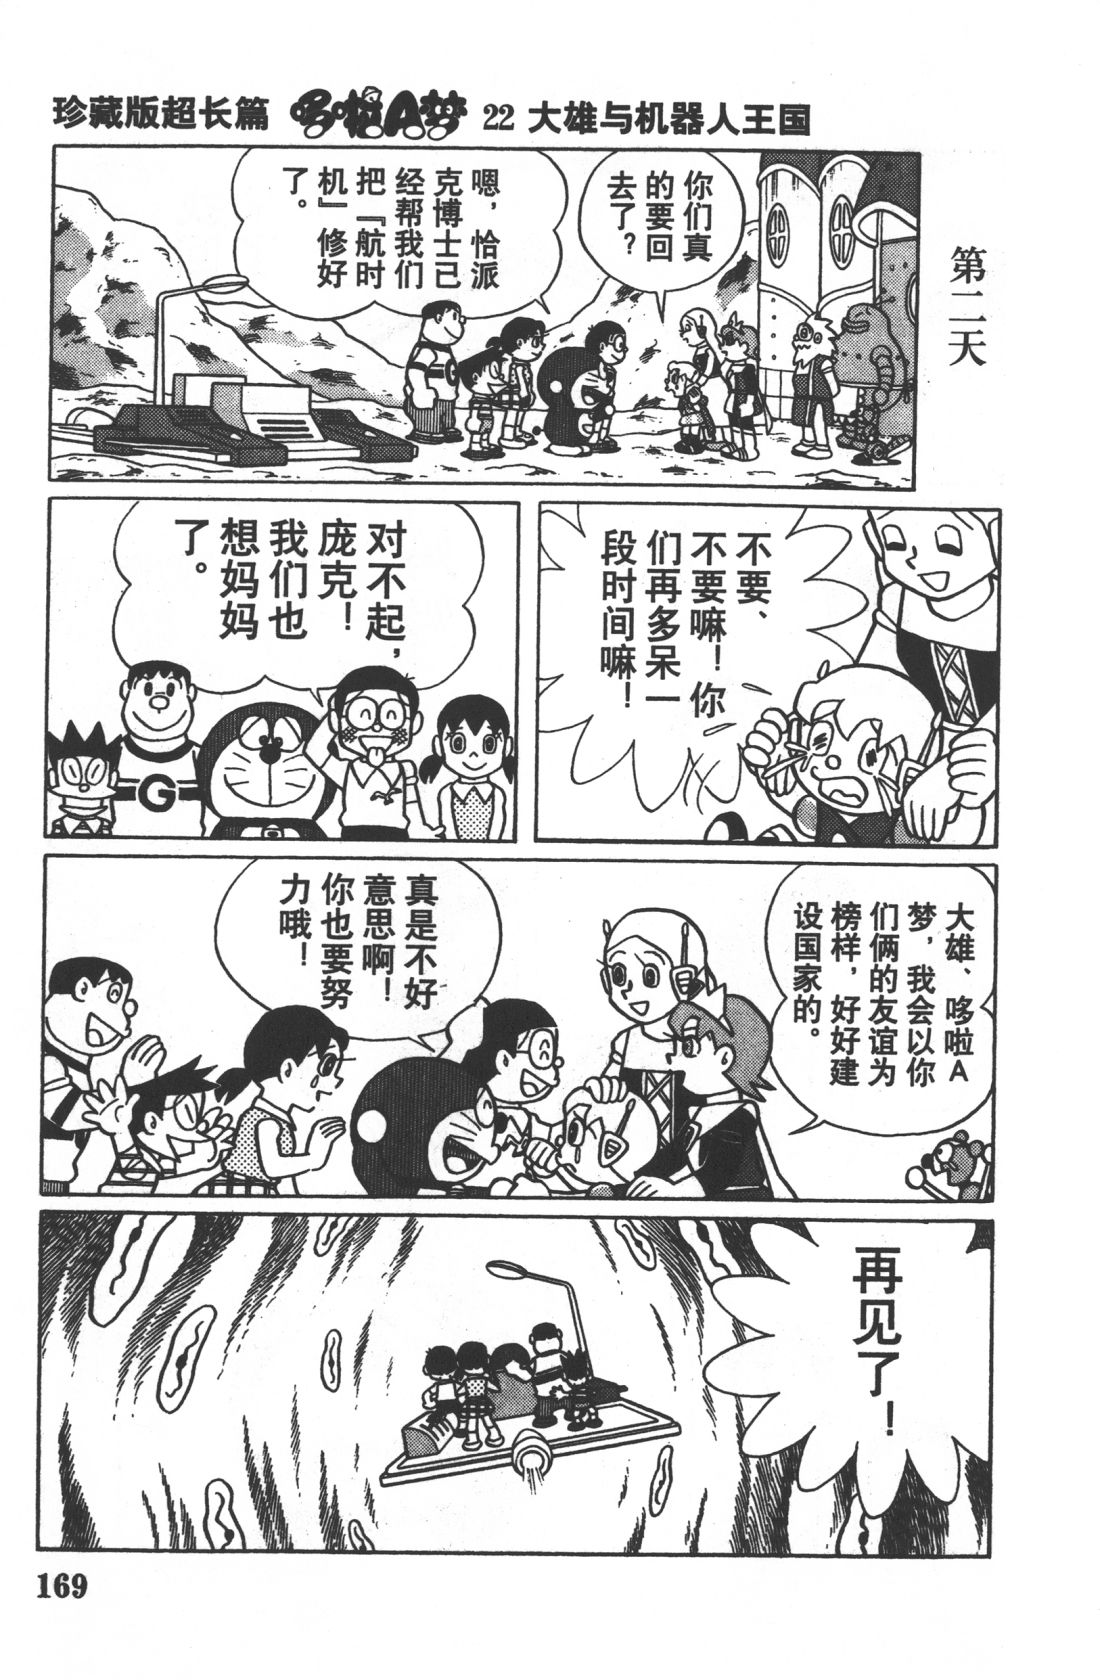 珍藏版超长篇 哆啦A梦 22 大雄与机器人王国
第二天
你们真
的要回
去了？
嗯，恰派
克博士已
经帮我们
把『航时
机』修好
了。
不要、
不要嘛！你
们再多呆一
段时间嘛！
对不起，
庞克！
我们也
想妈妈
了。
大雄、哆啦A
梦，我会以你
们俩的友谊为
榜样，好好建
设国家的。
真是不好
意思啊！
你也要努
力哦！
再见了！
G
169